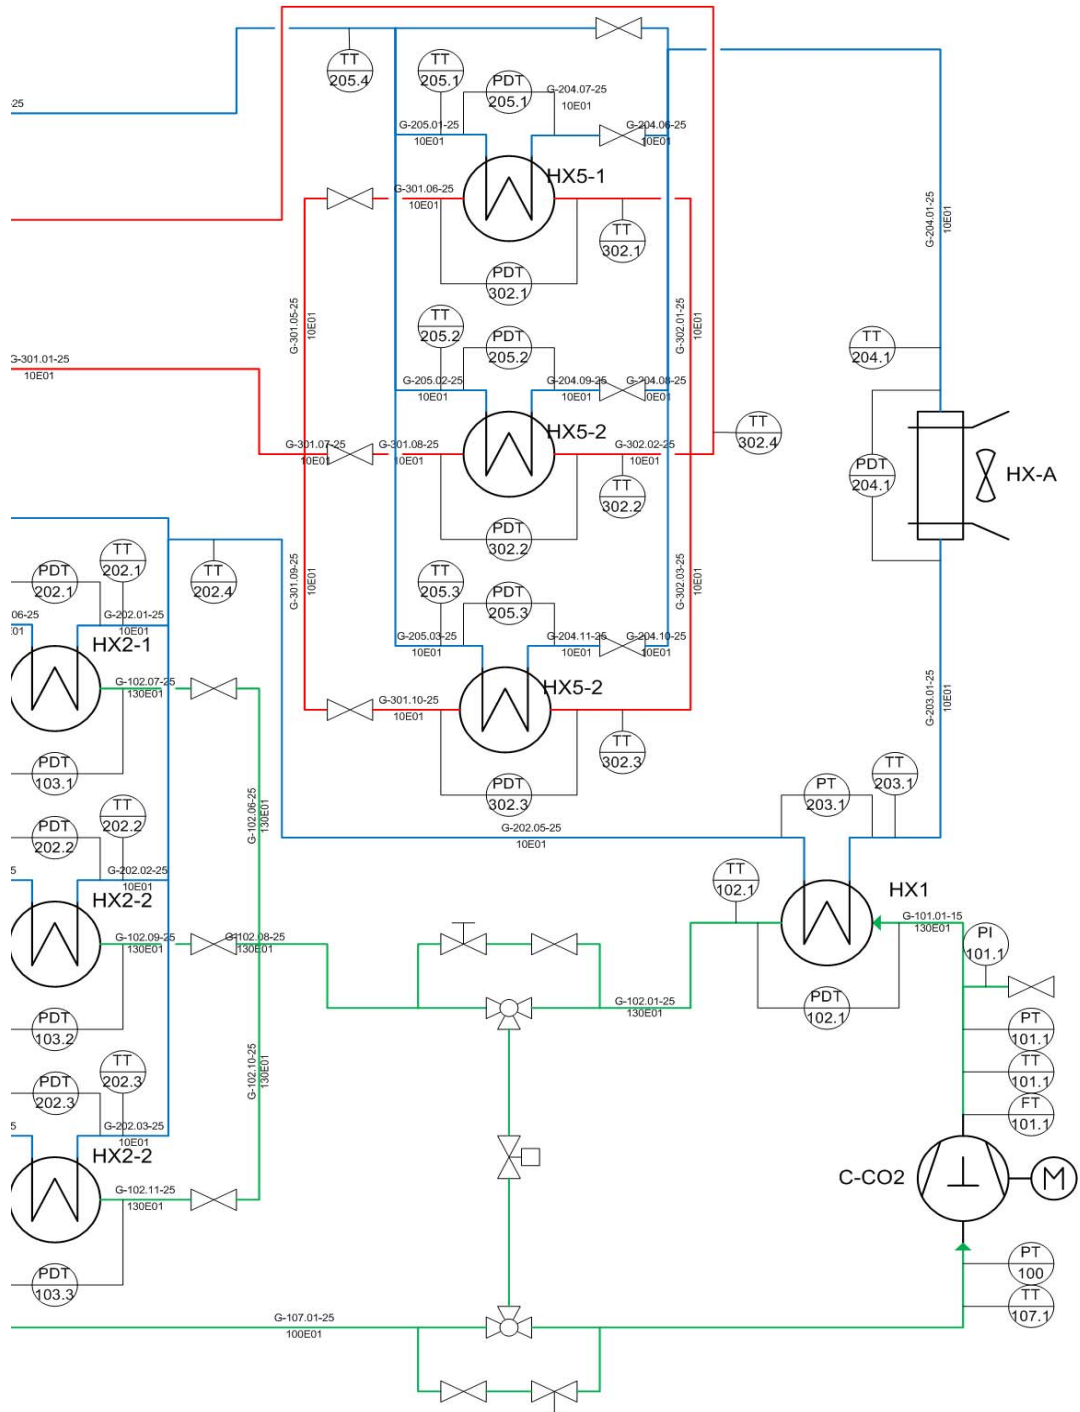 TT
205.4
TT
205.1
PDT
205.1
G-204.07-25
10E01
-25
G-205.01-25
10E01
G-204.06-25
10E01
HX5-1
G-301.06-25
10E01
TT
302.1
PDT
302.1
G-204.01-25
10E01
G-301.05-25
10E01
G-302.01-25
10E01
TT
205.2
PDT
205.2
TT
204.1
G-301.01-25
10E01
G-205.02-25
10E01
G-204.09-25
10E01
G-204.08-25
10E01
HX5-2
G-301.07-25
10E01
G-301.08-25
10E01
G-302.02-25
10E01
TT
302.4
PDT
204.1
HX-A
TT
302.2
PDT
302.2
TT
202.1
PDT
202.1
TT
202.4
G-301.09-25
10E01
G-302.03-25
10E01
TT
205.3
PDT
205.3
06-25
E01
G-202.01-25
10E01
G-205.03-25
10E01
G-204.11-25
10E01
G-204.10-25
10E01
HX2-1
HX5-2
G-102.07-25
130E01
G-301.10-25
10E01
G-203.01-25
10E01
TT
302.3
PDT
103.1
PDT
302.3
PT
203.1
TT
203.1
TT
202.2
G-102.06-25
130E01
PDT
202.2
G-202.05-25
10E01
5
G-202.02-25
10E01
TT
102.1
HX1
HX2-2
G-101.01-15
130E01
G-102.09-25
130E01
G-102.08-25
130E01
PI
101.1
G-102.01-25
130E01
PDT
102.1
PDT
103.2
PT
101.1
G-102.10-25
130E01
TT
202.3
TT
101.1
PDT
202.3
FT
101.1
5
G-202.03-25
10E01
HX2-2
C-CO2
M
G-102.11-25
130E01
PDT
103.3
PT
100
TT
107.1
G-107.01-25
100E01